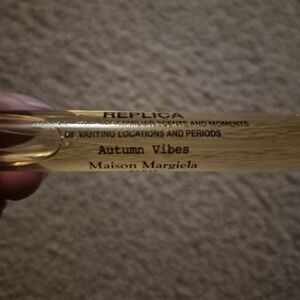 REPLICA
SCENTS AND MOMENTS
OF VARYING LOCATIONS AND PERIODS
Autumn Vibes
Maison Margiela